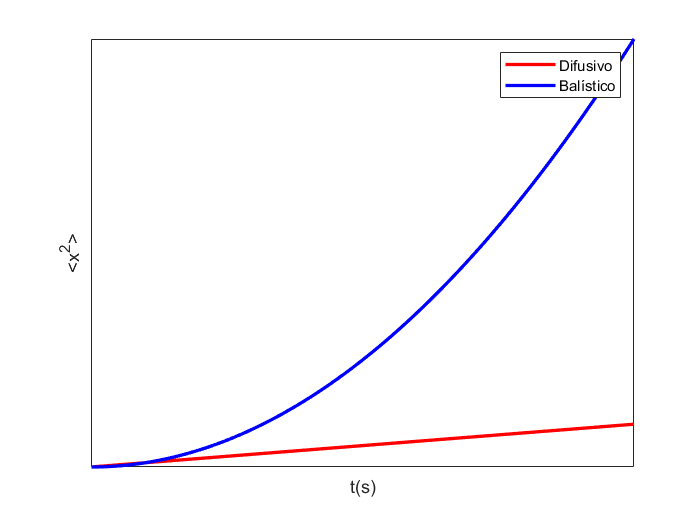 Difusivo
Balístico
<x²>
t(s)